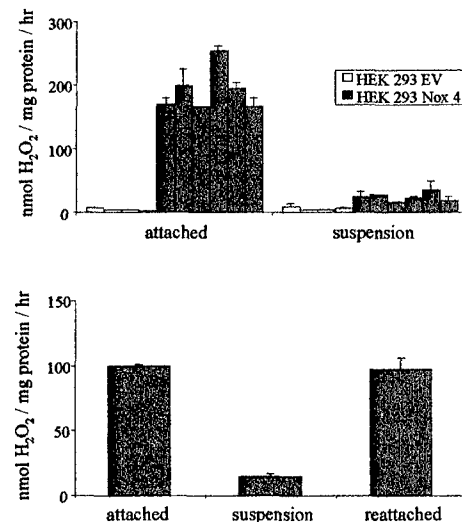 nmol H₂O₂ / mg protein / hr
300
200
100
0
HEK 293 EV
HEK 293 Nox 4
attached suspension
nmol H₂O₂ / mg protein / hr
150
100
50
0
attached suspension reattached